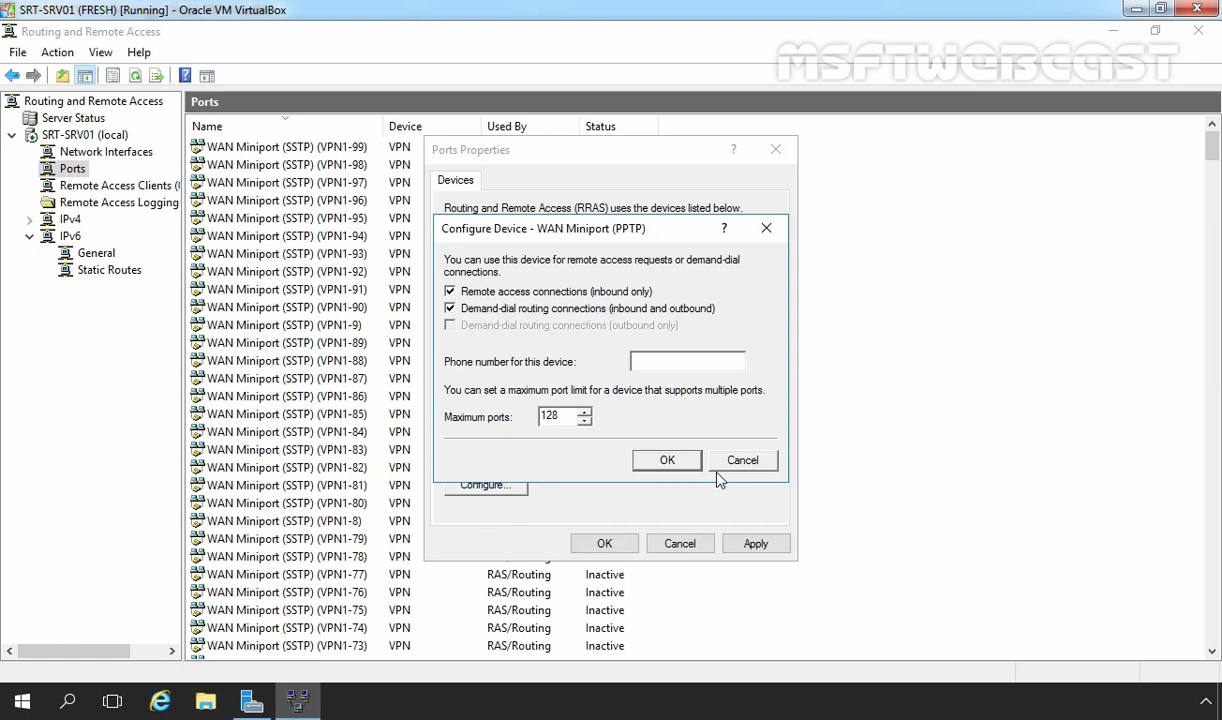 SRT-SRV01 (FRESH) [Running] - Oracle VM VirtualBox
Routing and Remote Access
MSFTWEBCAST
File Action View Help
Routing and Remote Access
Server Status
SRT-SRV01 (local)
Network Interfaces
Ports
Remote Access Clients (
Remote Access Logging
IPv4
IPv6
General
Static Routes
Ports
Name Device Used By Status
WAN Miniport (SSTP) (VPN1-99) VPN
WAN Miniport (SSTP) (VPN1-98) VPN
WAN Miniport (SSTP) (VPN1-97) VPN
WAN Miniport (SSTP) (VPN1-96) VPN
WAN Miniport (SSTP) (VPN1-95) VPN
WAN Miniport (SSTP) (VPN1-94) VPN
WAN Miniport (SSTP) (VPN1-93) VPN
WAN Miniport (SSTP) (VPN1-92) VPN
WAN Miniport (SSTP) (VPN1-91) VPN
WAN Miniport (SSTP) (VPN1-90) VPN
WAN Miniport (SSTP) (VPN1-9) VPN
WAN Miniport (SSTP) (VPN1-89) VPN
WAN Miniport (SSTP) (VPN1-88) VPN
WAN Miniport (SSTP) (VPN1-87) VPN
WAN Miniport (SSTP) (VPN1-86) VPN
WAN Miniport (SSTP) (VPN1-85) VPN
WAN Miniport (SSTP) (VPN1-84) VPN
WAN Miniport (SSTP) (VPN1-83) VPN
WAN Miniport (SSTP) (VPN1-82) VPN
WAN Miniport (SSTP) (VPN1-81) VPN
WAN Miniport (SSTP) (VPN1-80) VPN
WAN Miniport (SSTP) (VPN1-8) VPN
WAN Miniport (SSTP) (VPN1-79) VPN
WAN Miniport (SSTP) (VPN1-78) VPN
WAN Miniport (SSTP) (VPN1-77) VPN RAS/Routing Inactive
WAN Miniport (SSTP) (VPN1-76) VPN RAS/Routing Inactive
WAN Miniport (SSTP) (VPN1-75) VPN RAS/Routing Inactive
WAN Miniport (SSTP) (VPN1-74) VPN RAS/Routing Inactive
WAN Miniport (SSTP) (VPN1-73) VPN RAS/Routing Inactive
Ports Properties
Devices
Routing and Remote Access (RRAS) uses the devices listed below.
Configure Device - WAN Miniport (PPTP)
You can use this device for remote access requests or demand-dial
connections.
Remote access connections (inbound only)
Demand-dial routing connections (inbound and outbound)
Demand-dial routing connections (outbound only)
Phone number for this device:
You can set a maximum port limit for a device that supports multiple ports.
Maximum ports: 128
OK Cancel
Configure...
OK Cancel Apply